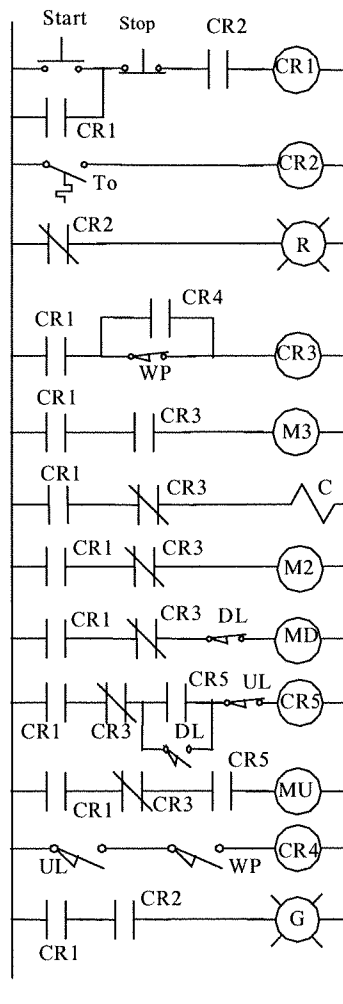 Start Stop CR2
CR1
CR1
To CR2
CR2
R
CR4
CR1
WP CR3
CR1
CR3 M3
CR1 CR3 C
CR1 CR3 M2
CR1 CR3 DL MD
CR5 UL
CR1 CR3 DL CR5
CR5
CR1 CR3 MU
UL WP CR4
CR2
CR1 G